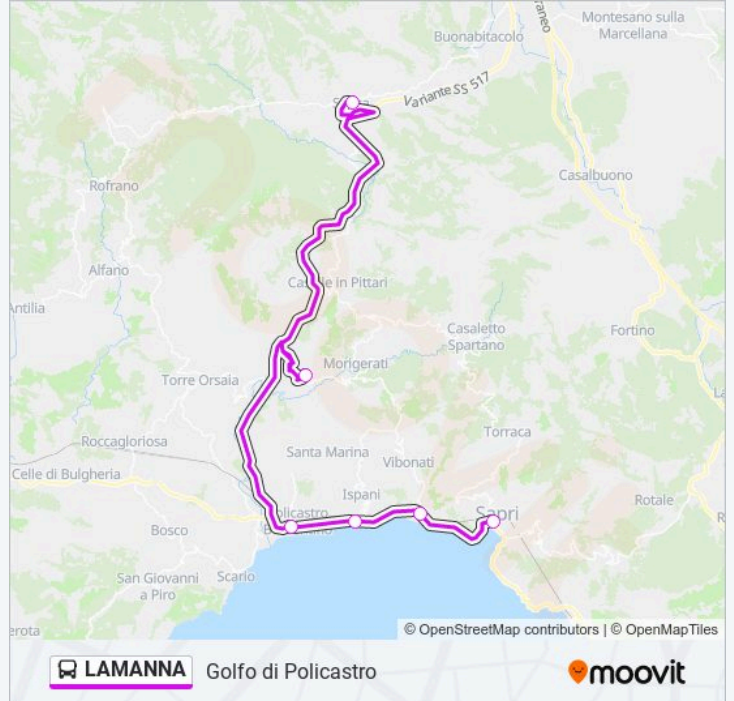 Montesano sulla
Marcellana
Buonabitacolo
Variante SS 517
Casalbuono
Rofrano
Alfano
Casaletto
Spartano
Fortino
Morigerati
Torre Orsaia
Torraca
Roccagloriosa
Santa Marina
Vibonati
Celle di Bulgheria
Ispani
Rotale
Sapri
Bosco
San Giovanni
a Piro
Scario
© OpenStreetMap contributors | © OpenMapTiles
LAMANNA
Golfo di Policastro
moovit